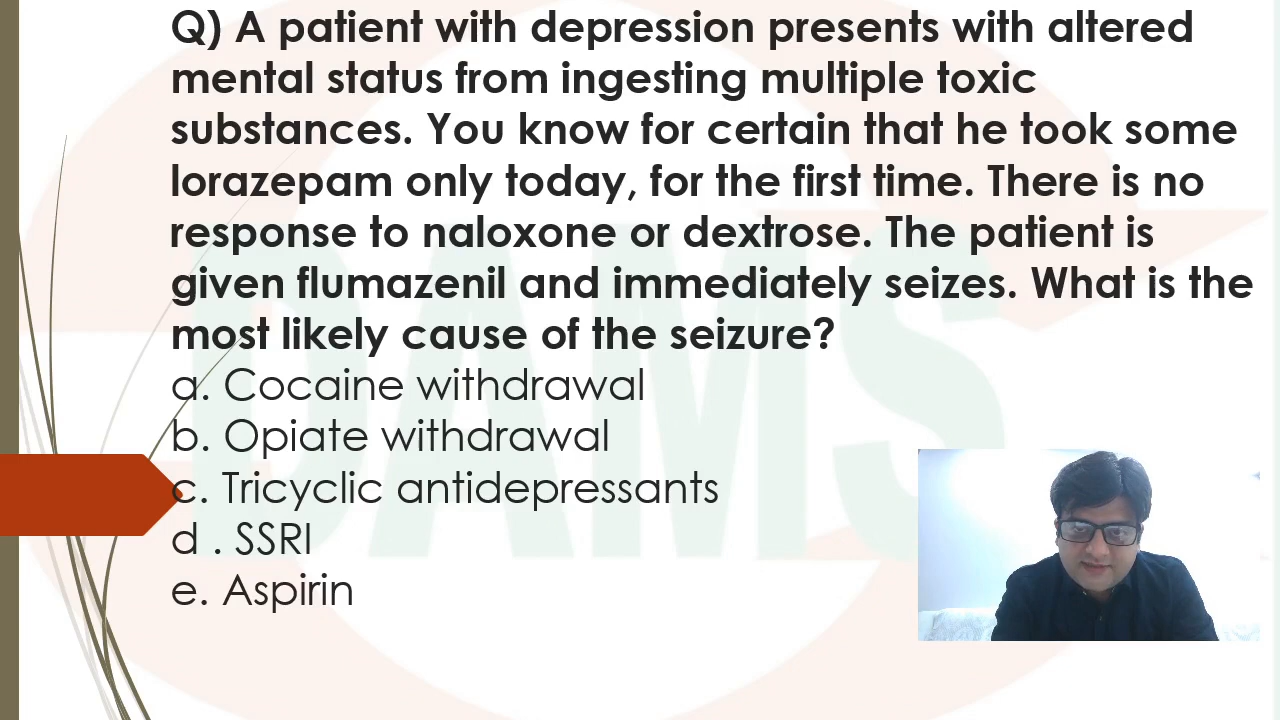 Q) A patient with depression presents with altered
mental status from ingesting multiple toxic
substances. You know for certain that he took some
lorazepam only today, for the first time. There is no
response to naloxone or dextrose. The patient is
given flumazenil and immediately seizes. What is the
most likely cause of the seizure?
a. Cocaine withdrawal
b. Opiate withdrawal
c. Tricyclic antidepressants
d . SSRI
e. Aspirin
DAMS